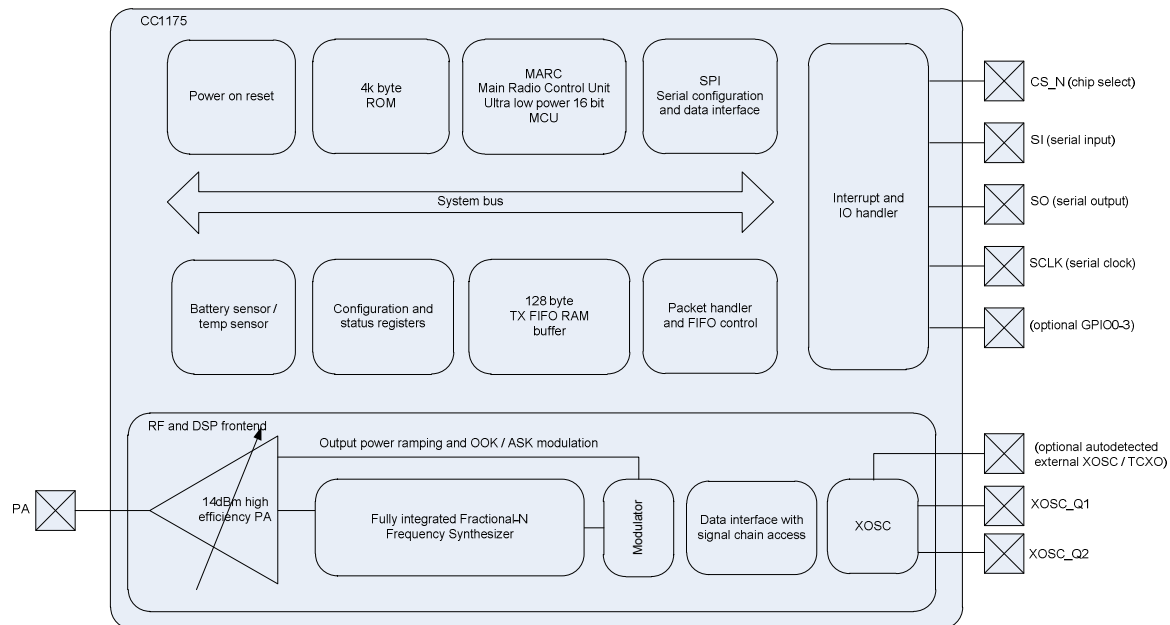 CC1175
Power on reset
4k byte
ROM
MARC
Main Radio Control Unit
Ultra low power 16 bit
MCU
SPI
Serial configuration
and data interface
CS_N (chip select)
SI (serial input)
System bus
Interrupt and
IO handler
SO (serial output)
SCLK (serial clock)
Battery sensor /
temp sensor
Configuration and
status registers
128 byte
TX FIFO RAM
buffer
Packet handler
and FIFO control
(optional GPIO0-3)
RF and DSP frontend
Output power ramping and OOK / ASK modulation
(optional autodetected
external XOSC / TCXO)
PA
14dBm high
efficiency PA
Fully integrated Fractional-N
Frequency Synthesizer
Modulator
Data interface with
signal chain access
XOSC
XOSC_Q1
XOSC_Q2